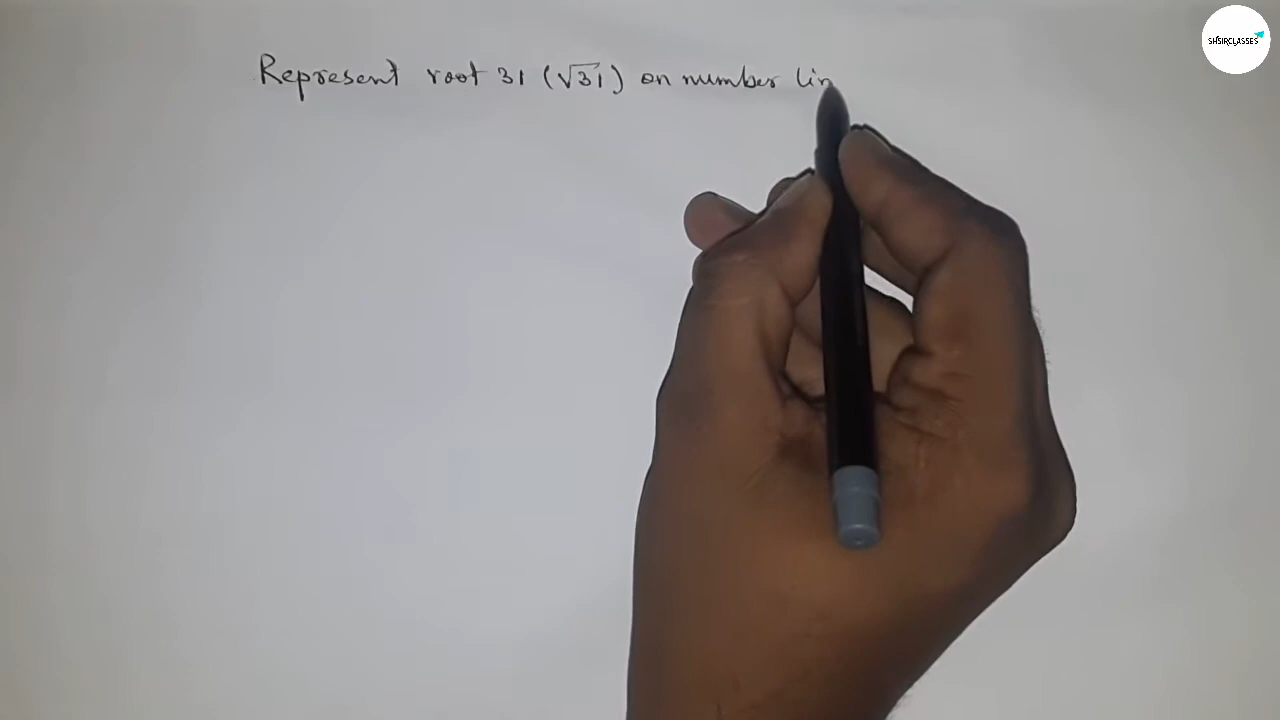 Represent root 31 (√31) on number lin
SHSIRCLASSES